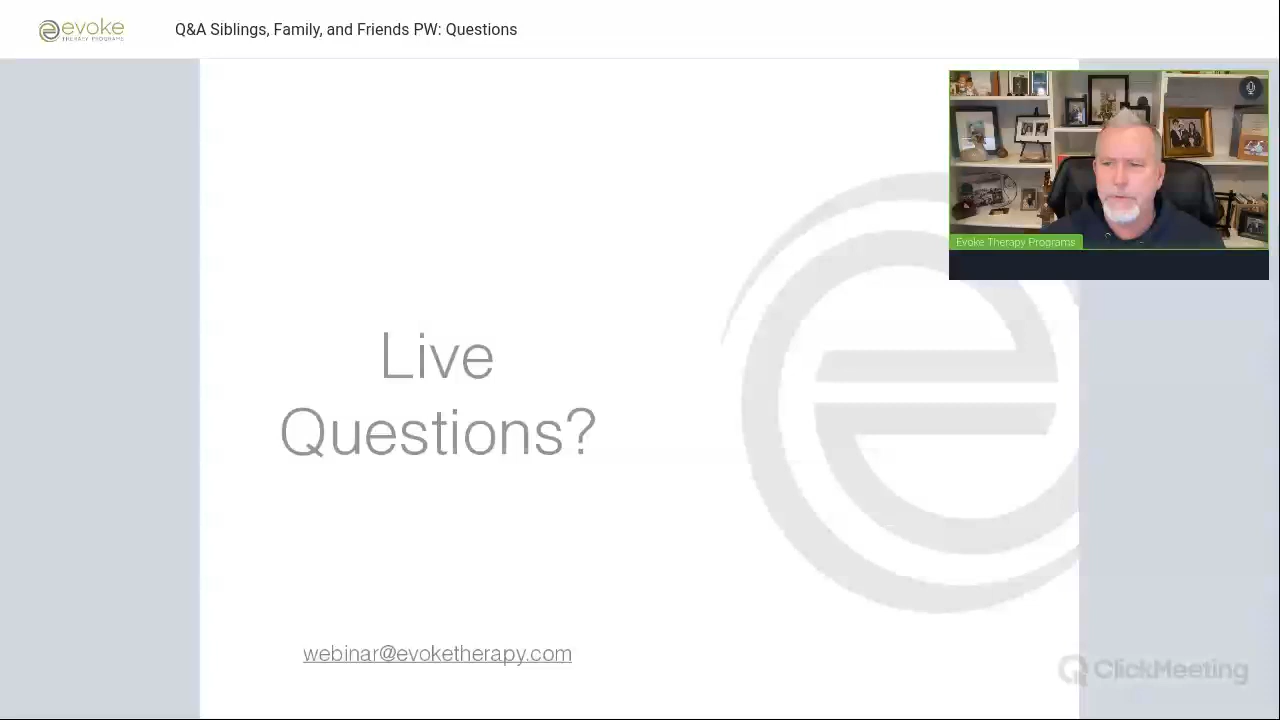 evoke
THERAPY PROGRAMS
Q&A Siblings, Family, and Friends PW: Questions
Evoke Therapy Programs
Live
Questions?
webinar@evoketherapy.com
ClickMeeting